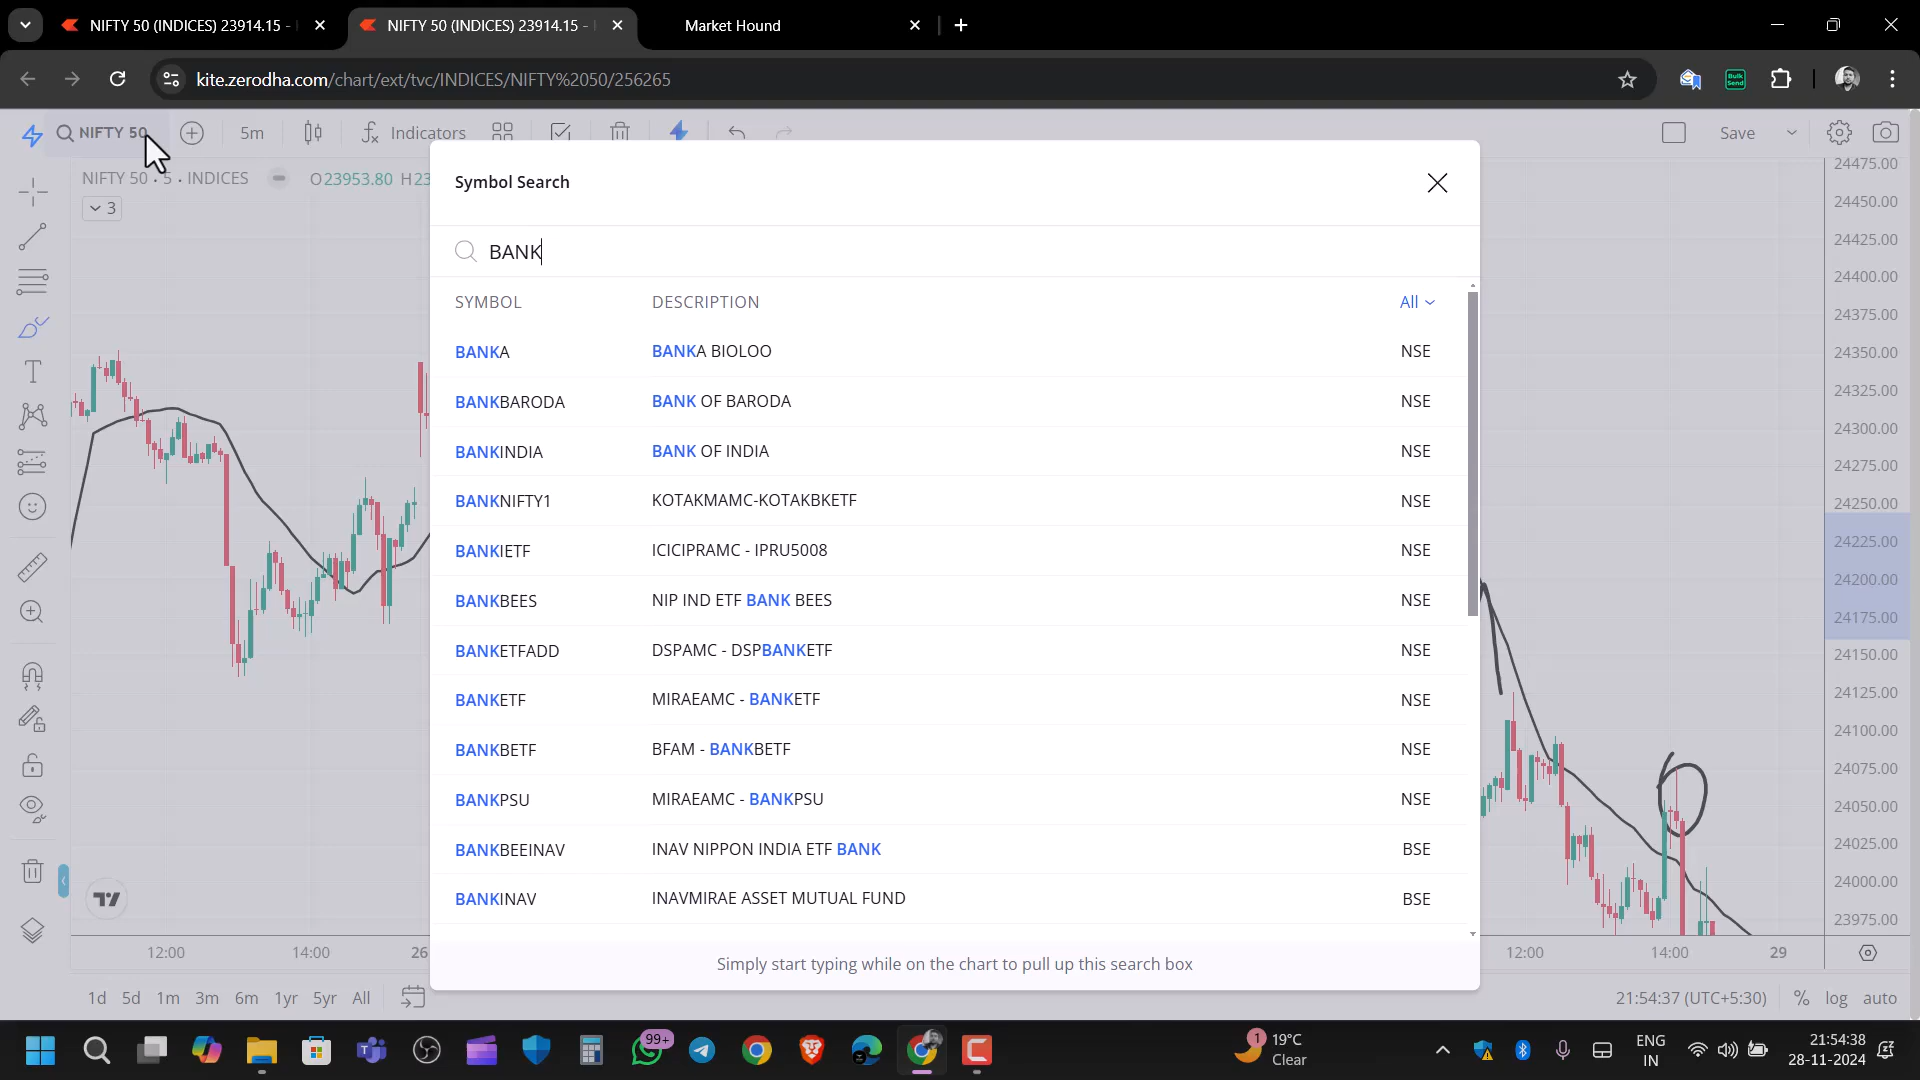 NIFTY 50 (INDICES) 23914.15 -
NIFTY 50 (INDICES) 23914.15 -
Market Hound
kite.zerodha.com/chart/ext/tvc/INDICES/NIFTY%2050/256265
Bulk Send
NIFTY 50
5m
Indicators
Save
NIFTY 50 · 5 · INDICES
O23953.80 H23
3
Symbol Search
BANK
SYMBOL DESCRIPTION All
BANKA BANKA BIOLOO NSE
BANKBARODA BANK OF BARODA NSE
BANKINDIA BANK OF INDIA NSE
BANKNIFTY1 KOTAKMAMC-KOTAKBKETF NSE
BANKIETF ICICIPRAMC - IPRU5008 NSE
BANKBEES NIP IND ETF BANK BEES NSE
BANKETFADD DSPAMC - DSPBANKETF NSE
BANKETF MIRAEAMC - BANKETF NSE
BANKBETF BFAM - BANKBETF NSE
BANKPSU MIRAEAMC - BANKPSU NSE
BANKBEEINAV INAV NIPPON INDIA ETF BANK BSE
BANKINAV INAVMIRAE ASSET MUTUAL FUND BSE
Simply start typing while on the chart to pull up this search box
24475.00
24450.00
24425.00
24400.00
24375.00
24350.00
24325.00
24300.00
24275.00
24250.00
24225.00
24200.00
24175.00
24150.00
24125.00
24100.00
24075.00
24050.00
24025.00
24000.00
23975.00
12:00 14:00 26 12:00 14:00 29
1d 5d 1m 3m 6m 1yr 5yr All
21:54:37 (UTC+5:30) % log auto
99+
1
19°C
Clear
ENG
IN
21:54:38
28-11-2024